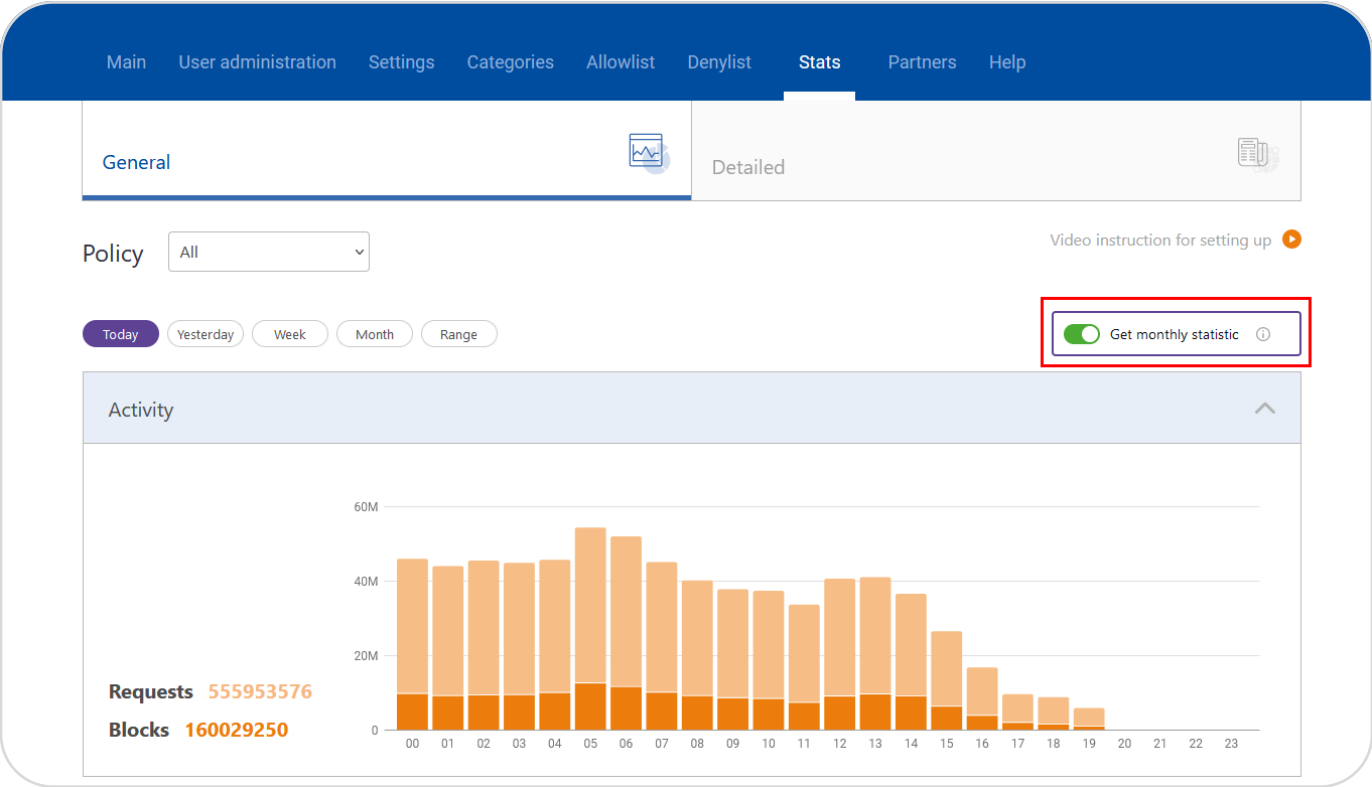 Main User administration Settings Categories Allowlist Denylist Stats Partners Help
General
Detailed
Policy All
Video instruction for setting up
Today Yesterday Week Month Range
Get monthly statistic
Activity
60M
40M
20M
0
Requests 555953576
Blocks 160029250
00 01 02 03 04 05 06 07 08 09 10 11 12 13 14 15 16 17 18 19 20 21 22 23